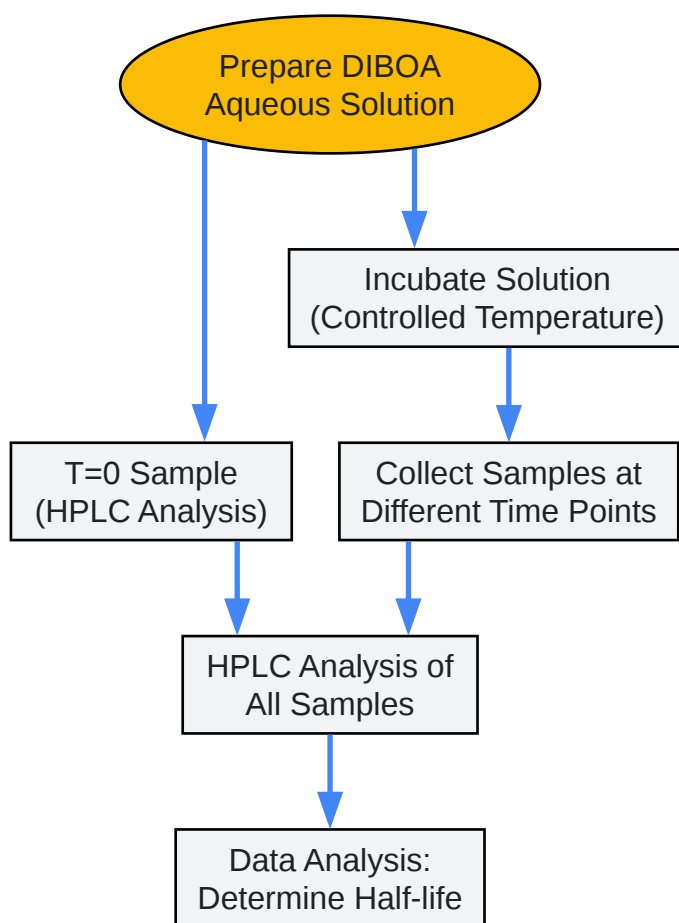 Prepare DIBOA
Aqueous Solution
Incubate Solution
(Controlled Temperature)
T=0 Sample
(HPLC Analysis)
Collect Samples at
Different Time Points
HPLC Analysis of
All Samples
Data Analysis:
Determine Half-life